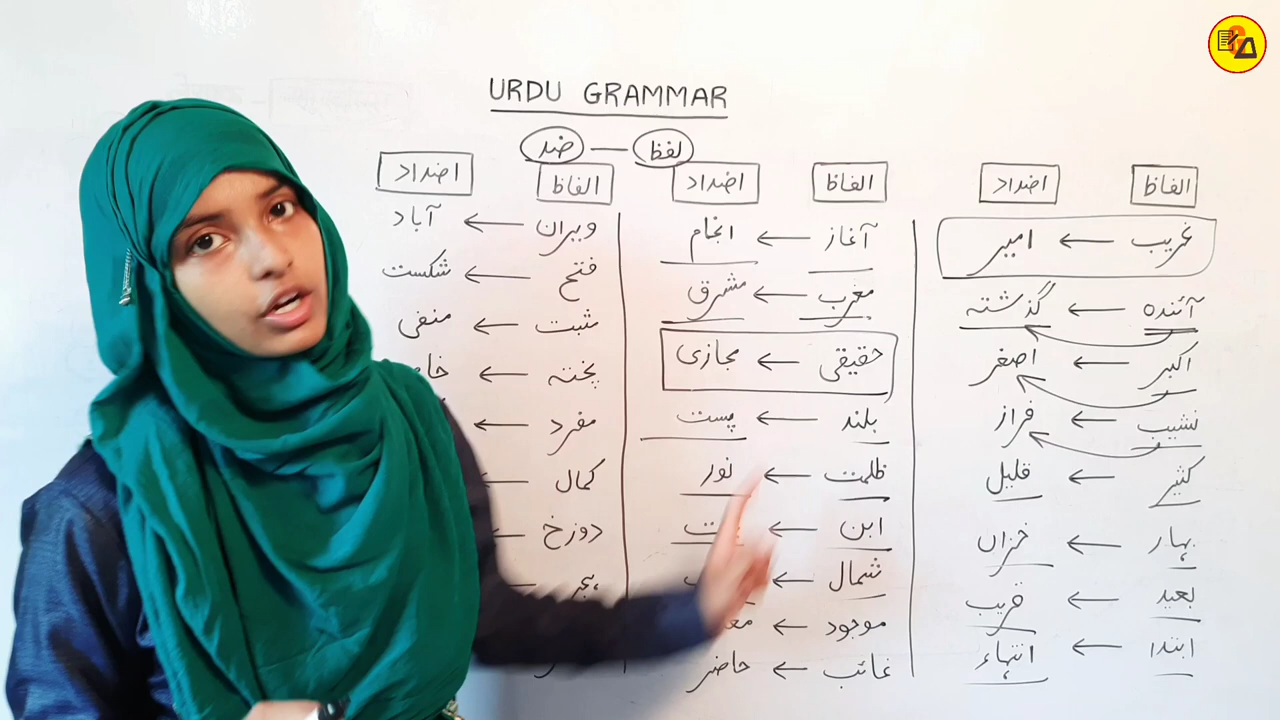 URDU GRAMMAR
لفظ — ضد
الفاظ اضداد
غریب ← امیر
آئندہ ← گذشتہ
اکبر ← اصغر
نشیب ← فراز
کثیر ← قلیل
بہار ← خزاں
بعید ← قریب
ابتدا ← انتہاء
الفاظ اضداد
آغاز ← انجام
مغرب ← مشرق
حقیقی ← مجازی
بلند ← پست
ظلمت ← نور
ابن ←
شمال ←
موجود ←
غائب ← حاضر
الفاظ اضداد
ویران ← آباد
فتح ← شکست
مثبت ← منفی
پختہ ←
مفرد ←
کمال ←
دوزخ ←
ہجر